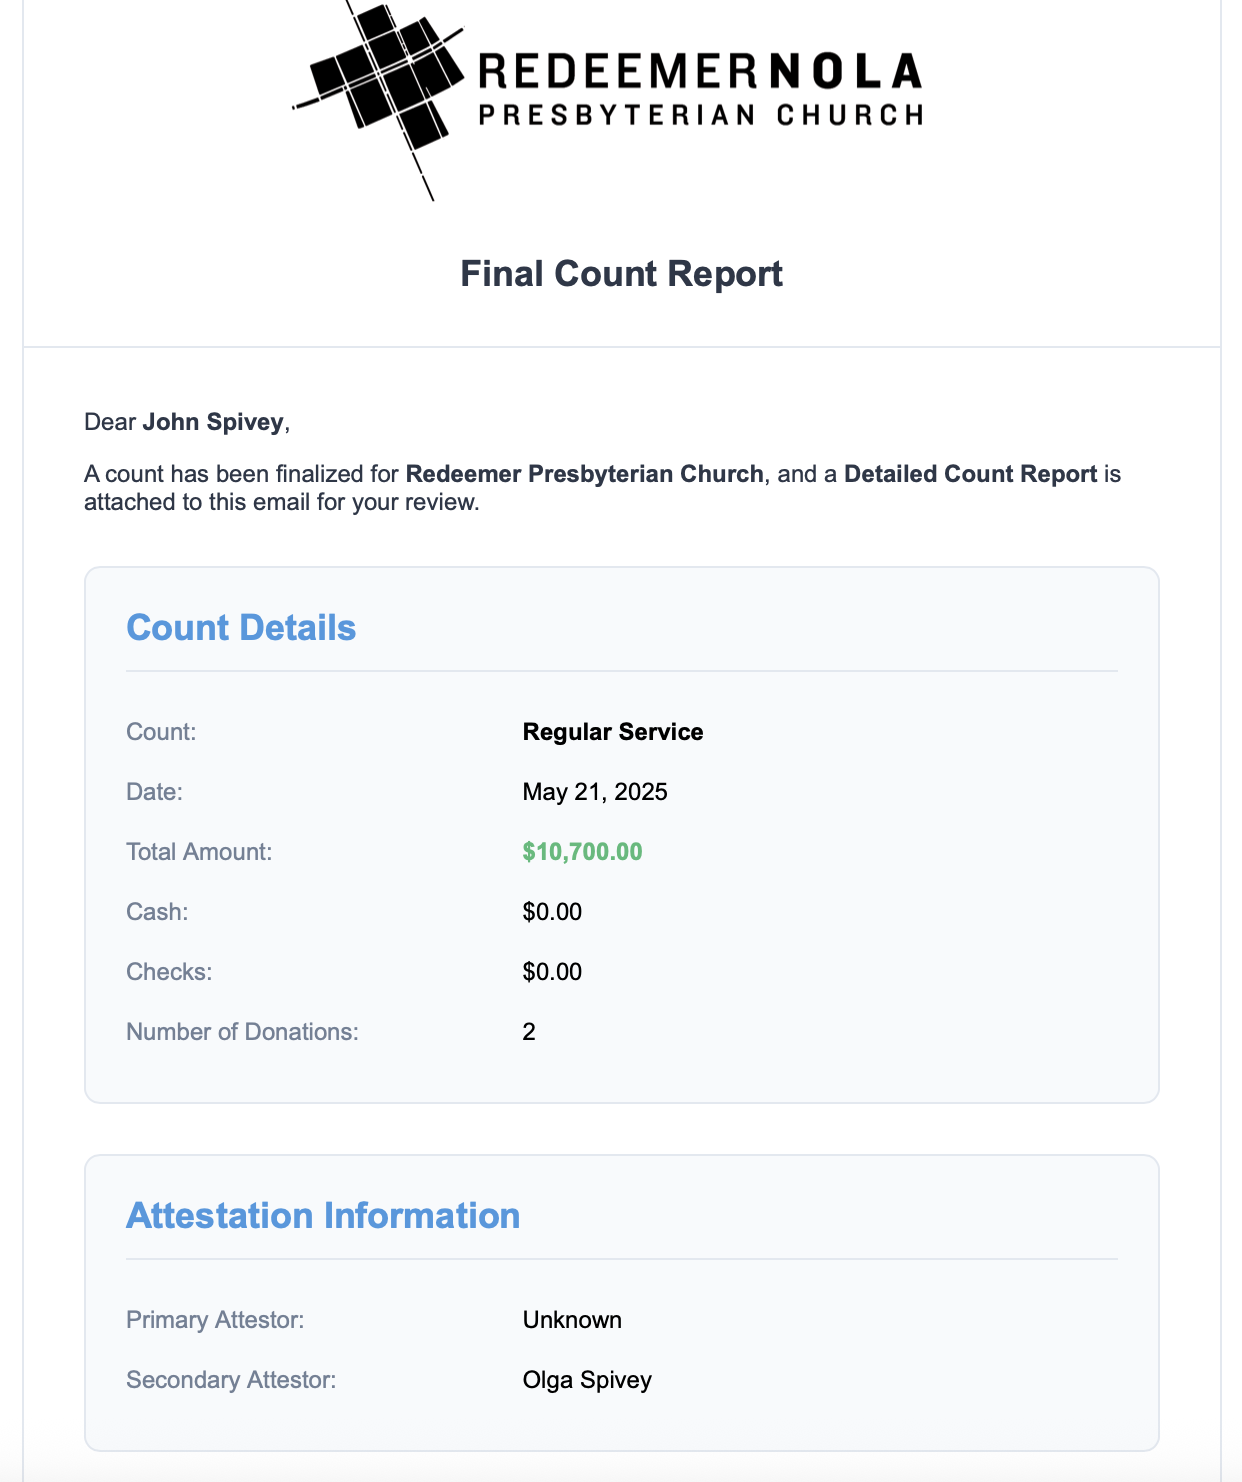 REDEEMERNOLA
PRESBYTERIAN CHURCH
Final Count Report
Dear John Spivey,
A count has been finalized for Redeemer Presbyterian Church, and a Detailed Count Report is
attached to this email for your review.
Count Details
Count: Regular Service
Date: May 21, 2025
Total Amount: $10,700.00
Cash: $0.00
Checks: $0.00
Number of Donations: 2
Attestation Information
Primary Attestor: Unknown
Secondary Attestor: Olga Spivey